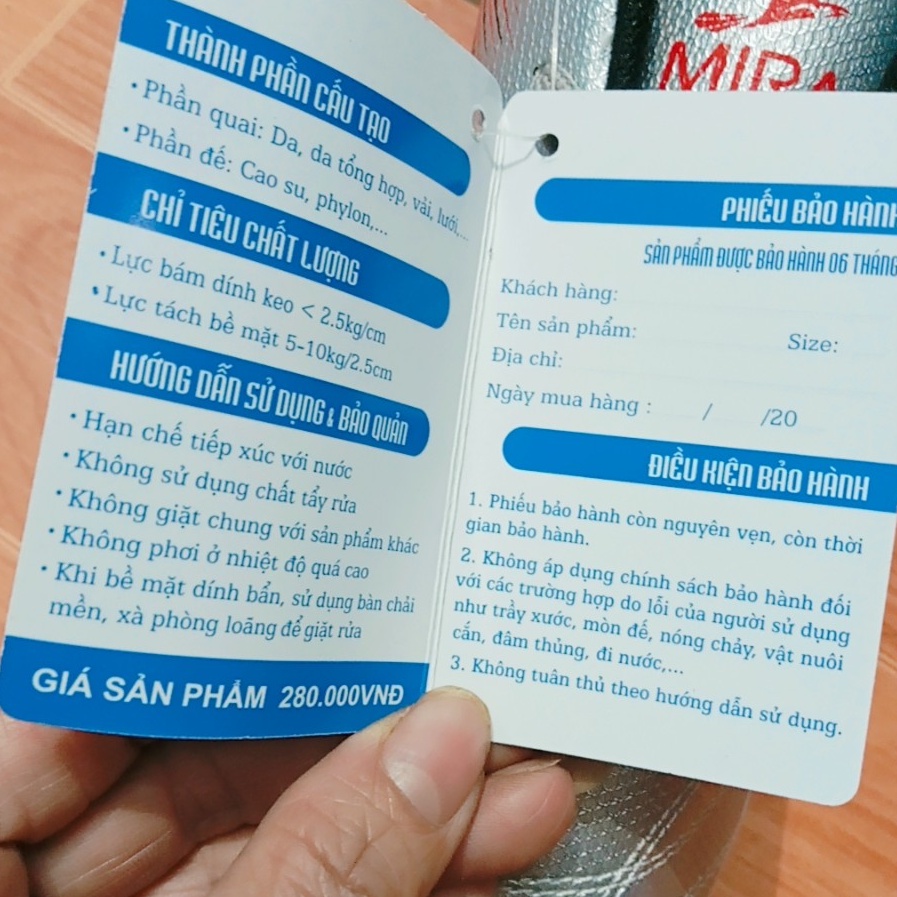 THÀNH PHẦN CẤU TẠO
• Phần quai: Da, da tổng hợp, vải, lưới,...
• Phần đế: Cao su, phylon,...
CHỈ TIÊU CHẤT LƯỢNG
• Lực bám dính keo < 2.5kg/cm
• Lực tách bề mặt 5-10kg/2.5cm
HƯỚNG DẪN SỬ DỤNG & BẢO QUẢN
• Hạn chế tiếp xúc với nước
• Không sử dụng chất tẩy rửa
• Không giặt chung với sản phẩm khác
• Không phơi ở nhiệt độ quá cao
• Khi bề mặt dính bẩn, sử dụng bàn chải
mền, xà phòng loãng để giặt rửa
GIÁ SẢN PHẨM 280.000VNĐ
MIRA
PHIẾU BẢO HÀNH
SẢN PHẨM ĐƯỢC BẢO HÀNH 06 THÁNG
Khách hàng:
Tên sản phẩm: Size:
Địa chỉ:
Ngày mua hàng : / /20
ĐIỀU KIỆN BẢO HÀNH
1. Phiếu bảo hành còn nguyên vẹn, còn thời
gian bảo hành.
2. Không áp dụng chính sách bảo hành đối
với các trường hợp do lỗi của người sử dụng
như trầy xước, mòn đế, nóng chảy, vật nuôi
cắn, đâm thủng, đi nước,...
3. Không tuân thủ theo hướng dẫn sử dụng.